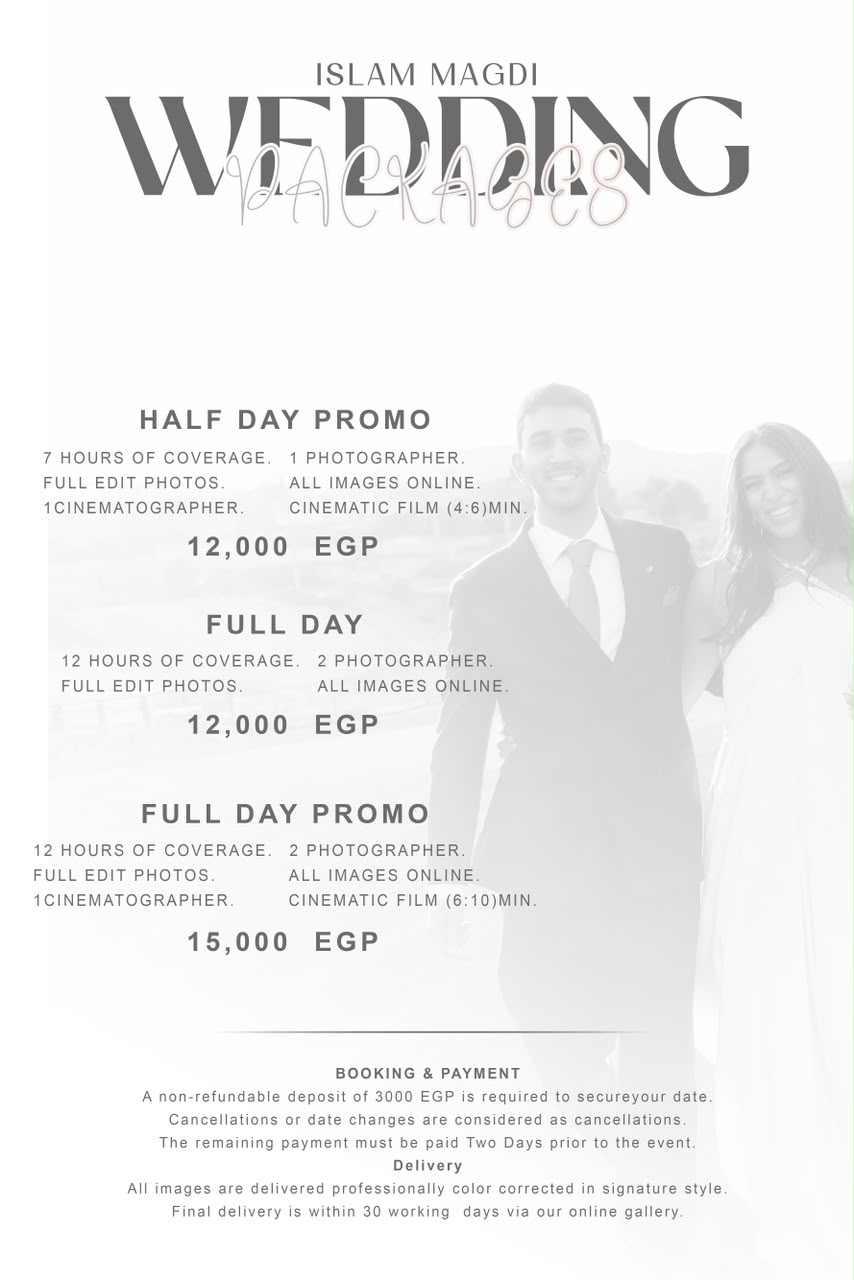 ISLAM MAGDI
WEDDING
PACKAGES
HALF DAY PROMO
7 HOURS OF COVERAGE. 1 PHOTOGRAPHER.
FULL EDIT PHOTOS. ALL IMAGES ONLINE.
1CINEMATOGRAPHER. CINEMATIC FILM (4:6)MIN.
12,000 EGP
FULL DAY
12 HOURS OF COVERAGE. 2 PHOTOGRAPHER.
FULL EDIT PHOTOS. ALL IMAGES ONLINE.
12,000 EGP
FULL DAY PROMO
12 HOURS OF COVERAGE. 2 PHOTOGRAPHER.
FULL EDIT PHOTOS. ALL IMAGES ONLINE.
1CINEMATOGRAPHER. CINEMATIC FILM (6:10)MIN.
15,000 EGP
BOOKING & PAYMENT
A non-refundable deposit of 3000 EGP is required to secureyour date.
Cancellations or date changes are considered as cancellations.
The remaining payment must be paid Two Days prior to the event.
Delivery
All images are delivered professionally color corrected in signature style.
Final delivery is within 30 working days via our online gallery.